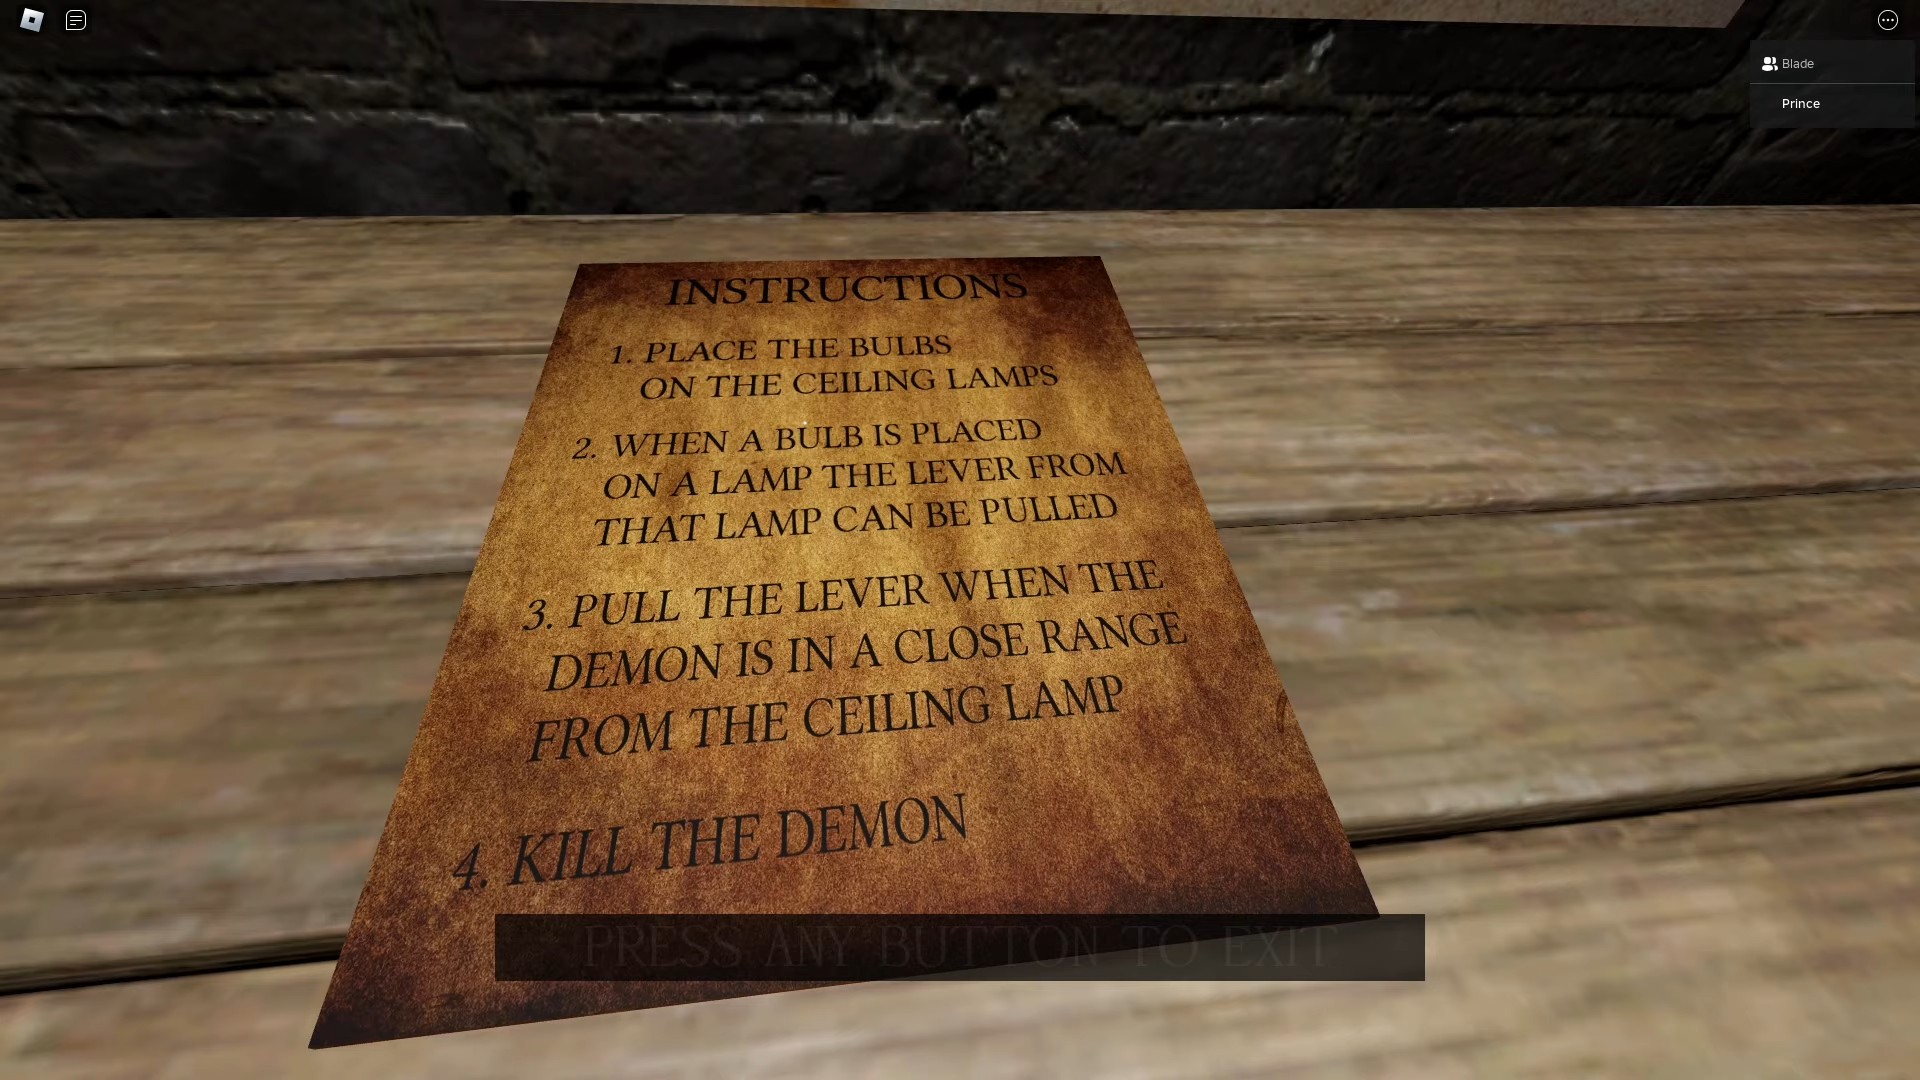 Blade
Prince
INSTRUCTIONS
1. PLACE THE BULBS
ON THE CEILING LAMPS
2. WHEN A BULB IS PLACED
ON A LAMP THE LEVER FROM
THAT LAMP CAN BE PULLED
3. PULL THE LEVER WHEN THE
DEMON IS IN A CLOSE RANGE
FROM THE CEILING LAMP
4. KILL THE DEMON
PRESS ANY BUTTON TO EXIT